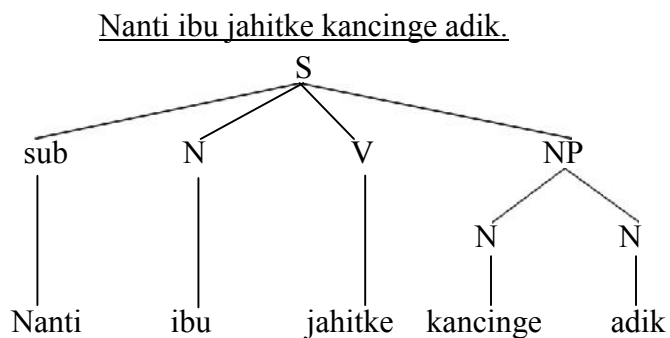 Nanti ibu jahitke kancinge adik.
S
sub N V NP
N N
Nanti ibu jahitke kancinge adik